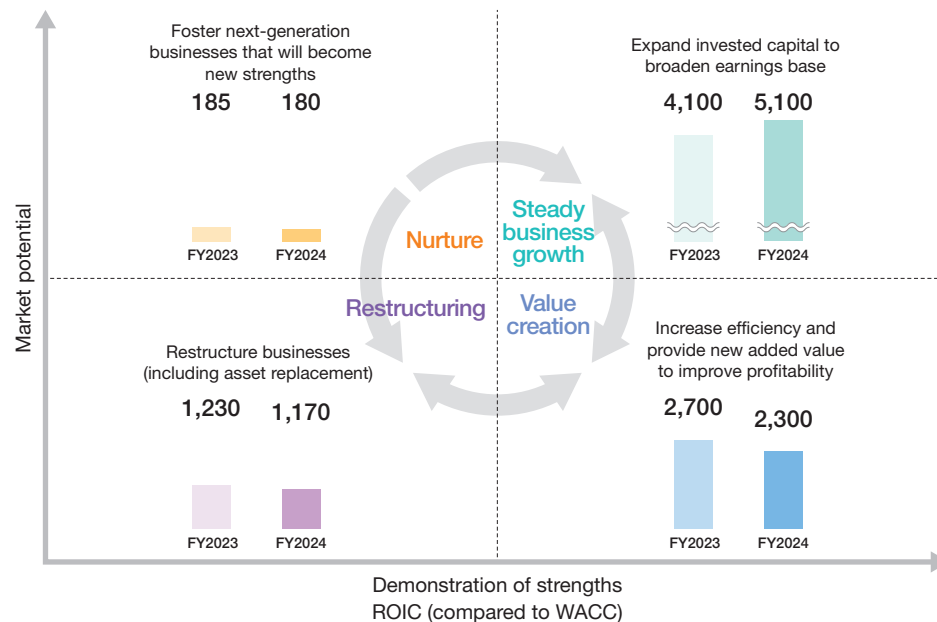 Market potential
Foster next-generation
businesses that will become
new strengths
185
180
FY2023
FY2024
Nurture
Expand invested capital to
broaden earnings base
4,100
5,100
FY2023
FY2024
Steady
business
growth
Restructuring
Restructure businesses
(including asset replacement)
1,230
1,170
FY2023
FY2024
Value
creation
Increase efficiency and
provide new added value
to improve profitability
2,700
2,300
FY2023
FY2024
Demonstration of strengths
ROIC (compared to WACC)